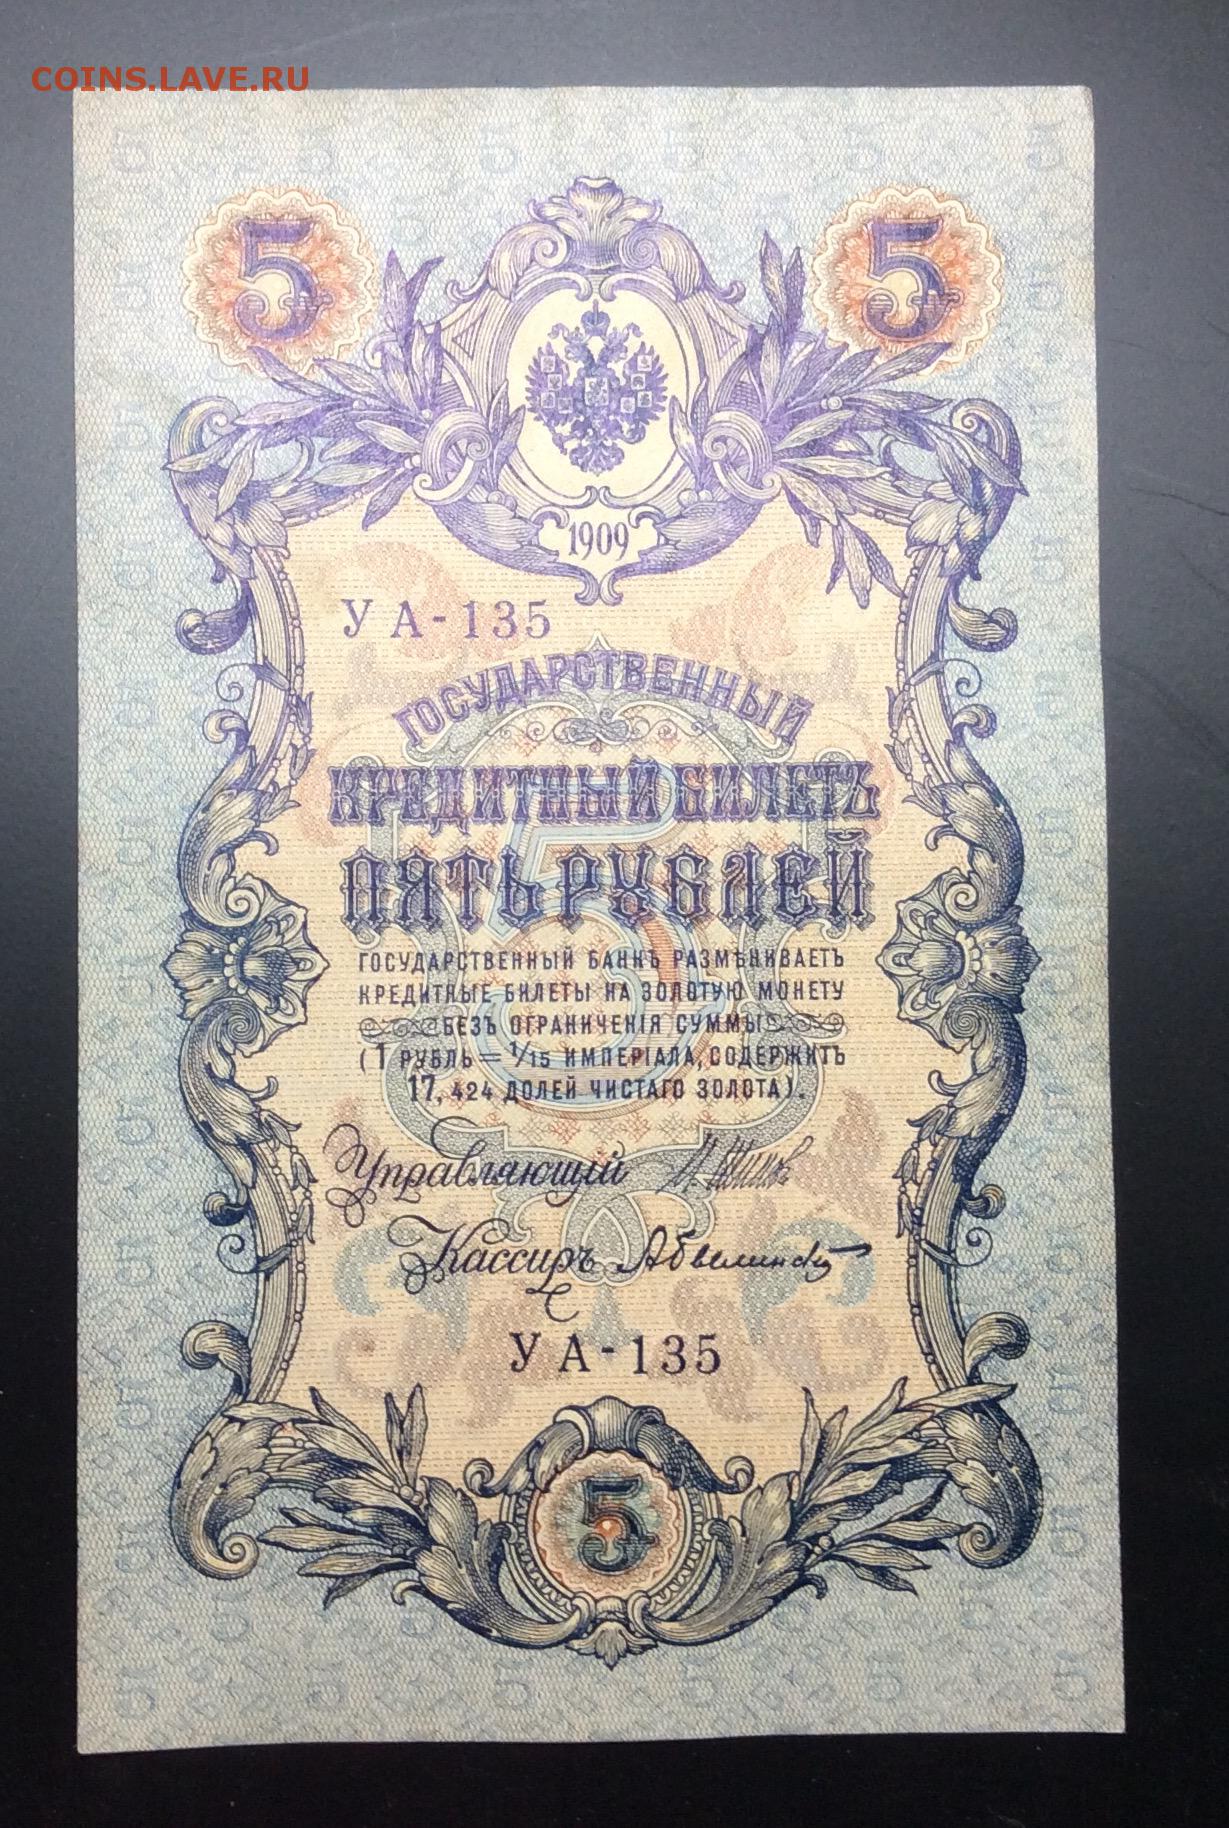 COINS.LAVE.RU
5 5
1909
УА-135
ГОСУДАРСТВЕННЫЙ
КРЕДИТНЫЙ БИЛЕТЪ
ПЯТЬ РУБЛЕЙ
ГОСУДАРСТВЕННЫЙ БАНКЪ РАЗМѢНИВАЕТЪ
КРЕДИТНЫЕ БИЛЕТЫ НА ЗОЛОТУЮ МОНЕТУ
БЕЗЪ ОГРАНИЧЕНІЯ СУММЫ
(1 РУБЛЬ = 1/15 ИМПЕРІАЛА, СОДЕРЖИТЪ
17,424 ДОЛЕЙ ЧИСТАГО ЗОЛОТА).
Управляющій
Кассиръ
УА-135
5